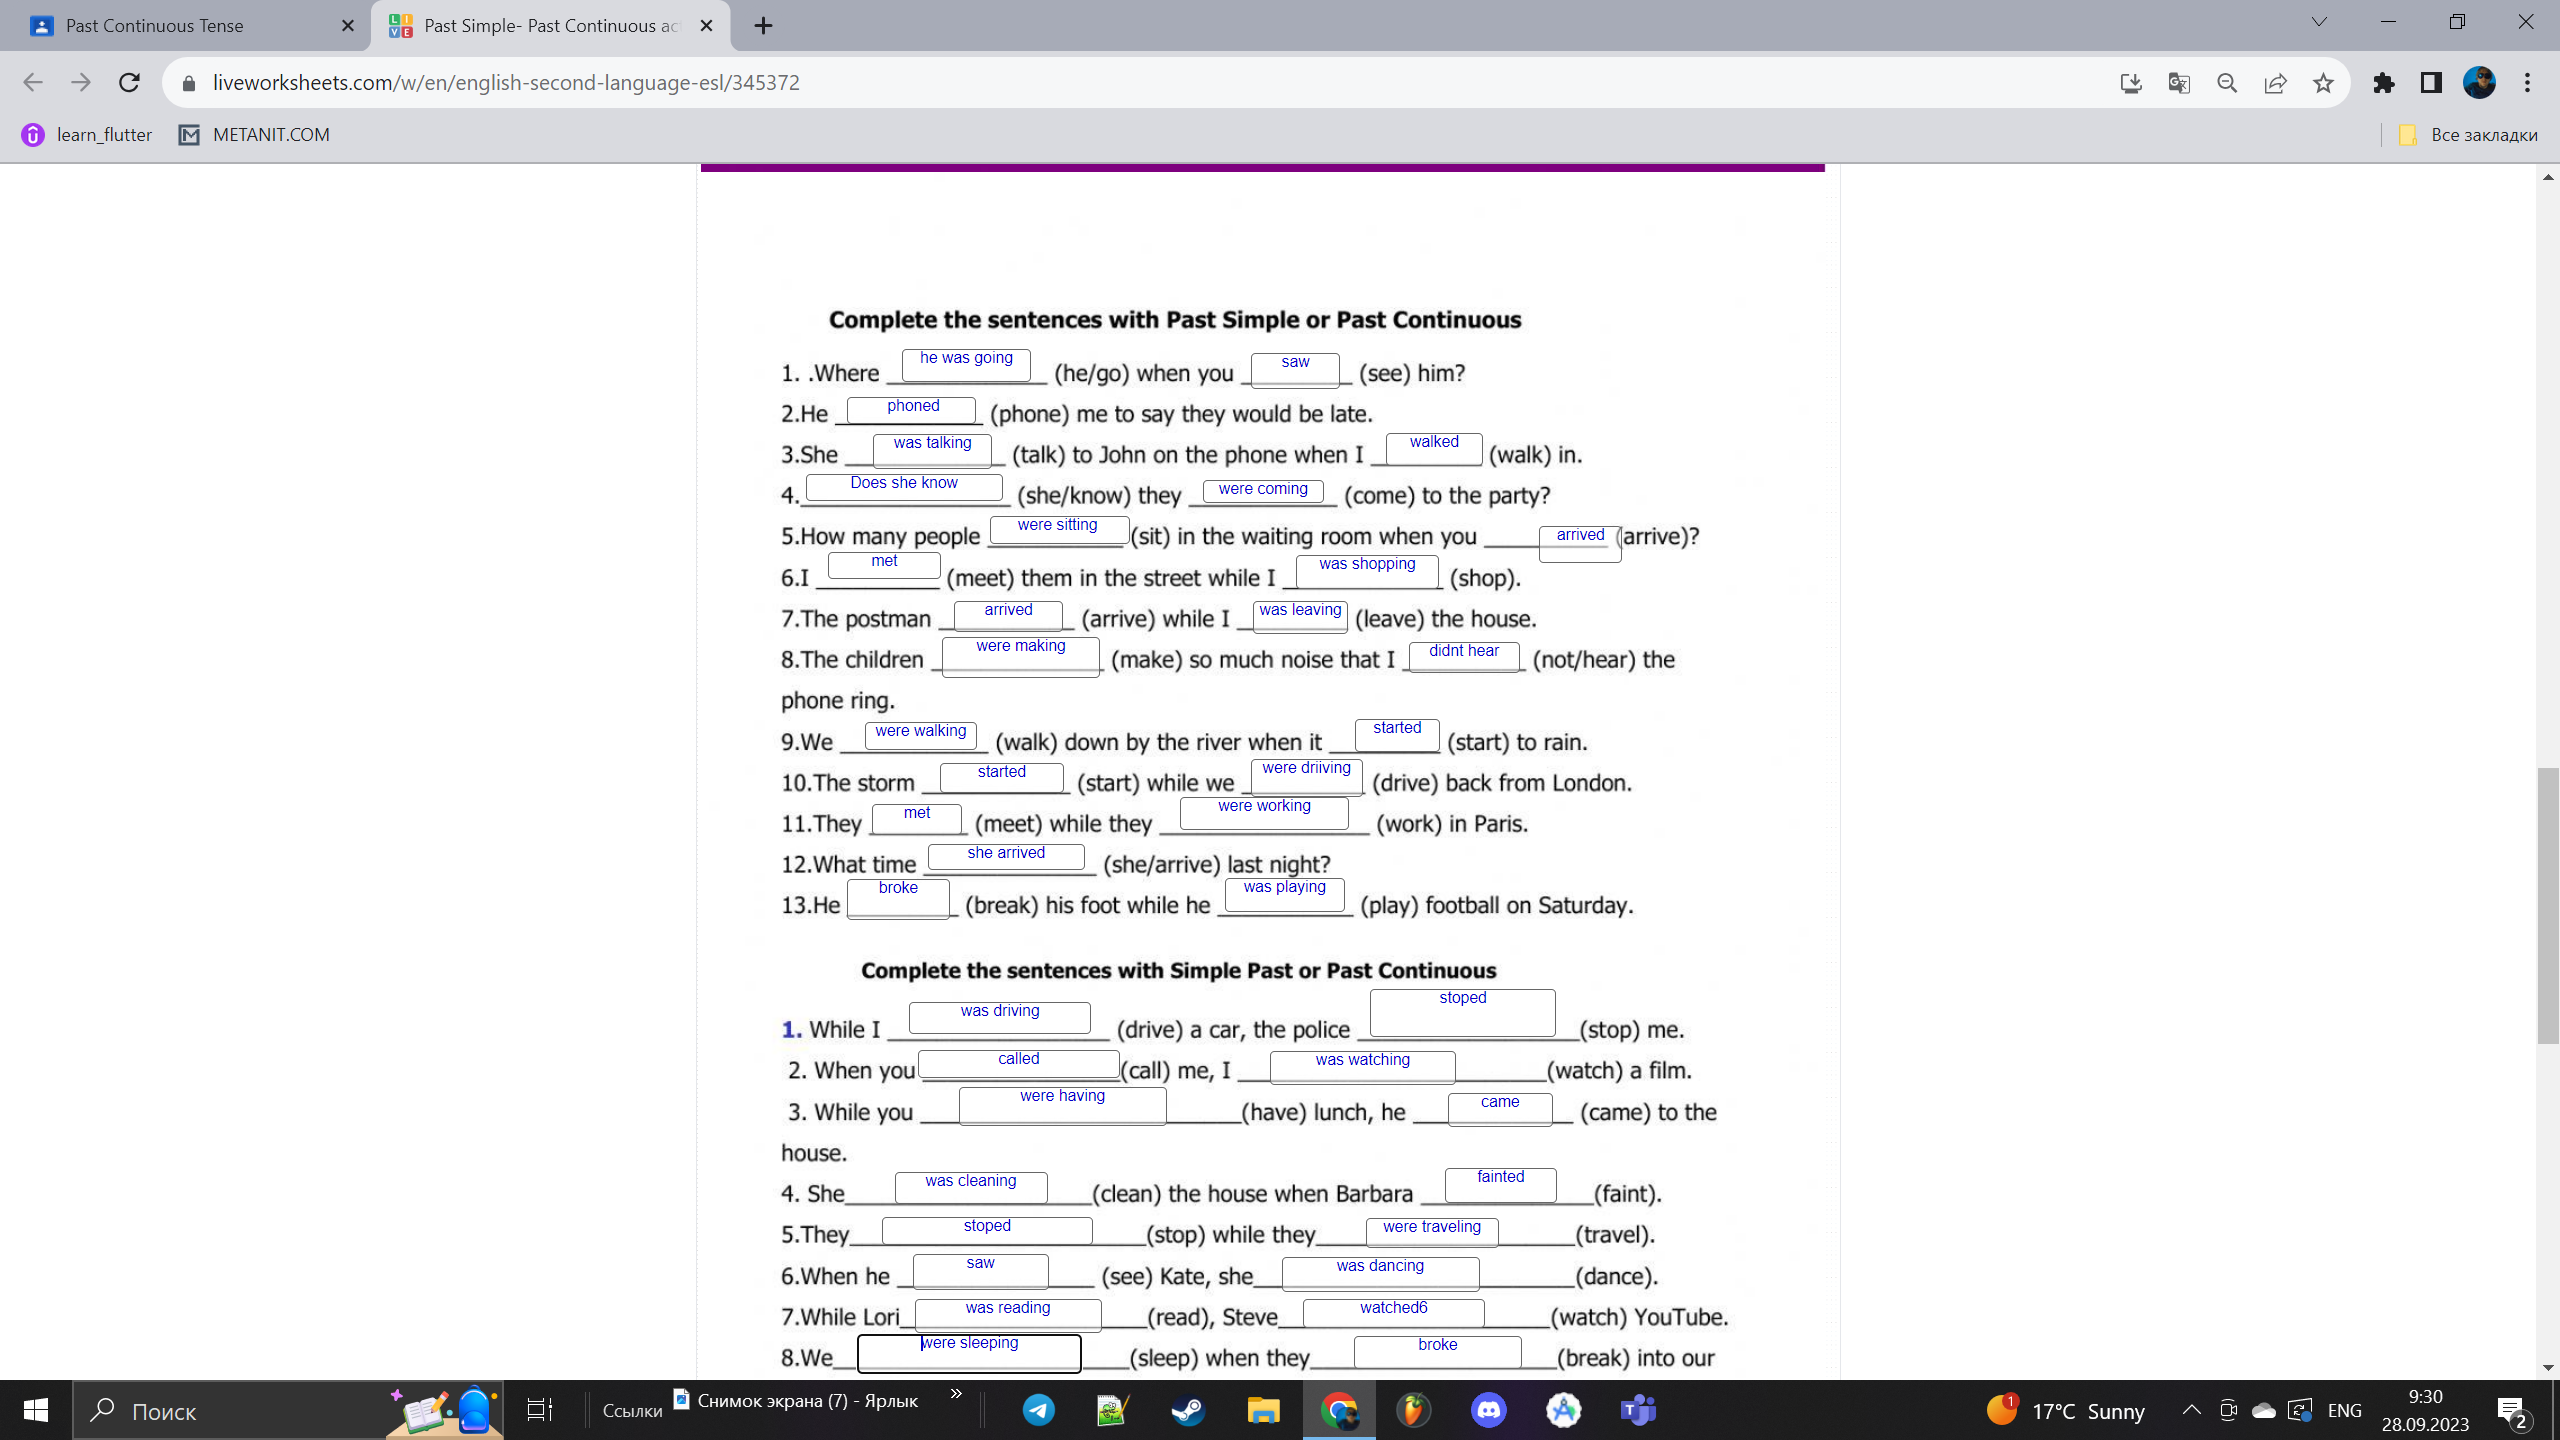 Past Continuous Tense
Past Simple- Past Continuous ac
liveworksheets.com/w/en/english-second-language-esl/345372
learn_flutter METANIT.COM Все закладки
Complete the sentences with Past Simple or Past Continuous
1. .Where he was going (he/go) when you saw (see) him?
2.He phoned (phone) me to say they would be late.
3.She was talking (talk) to John on the phone when I walked (walk) in.
4. Does she know (she/know) they were coming (come) to the party?
5.How many people were sitting (sit) in the waiting room when you arrived (arrive)?
6.I met (meet) them in the street while I was shopping (shop).
7.The postman arrived (arrive) while I was leaving (leave) the house.
8.The children were making (make) so much noise that I didnt hear (not/hear) the
phone ring.
9.We were walking (walk) down by the river when it started (start) to rain.
10.The storm started (start) while we were driiving (drive) back from London.
11.They met (meet) while they were working (work) in Paris.
12.What time she arrived (she/arrive) last night?
13.He broke (break) his foot while he was playing (play) football on Saturday.
Complete the sentences with Simple Past or Past Continuous
1. While I was driving (drive) a car, the police stoped (stop) me.
2. When you called (call) me, I was watching (watch) a film.
3. While you were having (have) lunch, he came (came) to the
house.
4. She was cleaning (clean) the house when Barbara fainted (faint).
5.They stoped (stop) while they were traveling (travel).
6.When he saw (see) Kate, she was dancing (dance).
7.While Lori was reading (read), Steve watched6 (watch) YouTube.
8.We were sleeping (sleep) when they broke (break) into our
Поиск Ссылки Снимок экрана (7) - Ярлык » 1 17°C Sunny ENG 9:30
28.09.2023 2